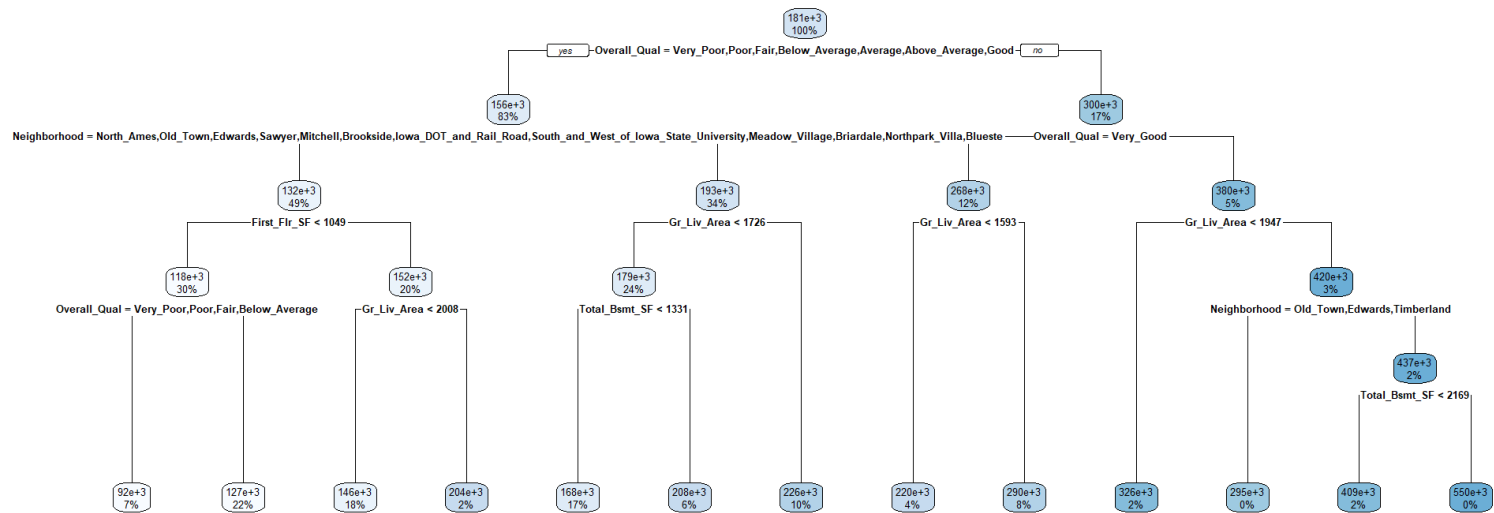 181e+3
100%
yes Overall_Qual = Very_Poor,Poor,Fair,Below_Average,Average,Above_Average,Good no
156e+3
83%
300e+3
17%
Neighborhood = North_Ames,Old_Town,Edwards,Sawyer,Mitchell,Brookside,Iowa_DOT_and_Rail_Road,South_and_West_of_Iowa_State_University,Meadow_Village,Briardale,Northpark_Villa,Blueste
Overall_Qual = Very_Good
132e+3
49%
193e+3
34%
268e+3
12%
380e+3
5%
First_Flr_SF < 1049
Gr_Liv_Area < 1726
Gr_Liv_Area < 1593
Gr_Liv_Area < 1947
118e+3
30%
152e+3
20%
179e+3
24%
420e+3
3%
Overall_Qual = Very_Poor,Poor,Fair,Below_Average
Gr_Liv_Area < 2008
Total_Bsmt_SF < 1331
Neighborhood = Old_Town,Edwards,Timberland
437e+3
2%
Total_Bsmt_SF < 2169
92e+3
7%
127e+3
22%
146e+3
18%
204e+3
2%
168e+3
17%
208e+3
6%
226e+3
10%
220e+3
4%
290e+3
8%
326e+3
2%
295e+3
0%
409e+3
2%
550e+3
0%